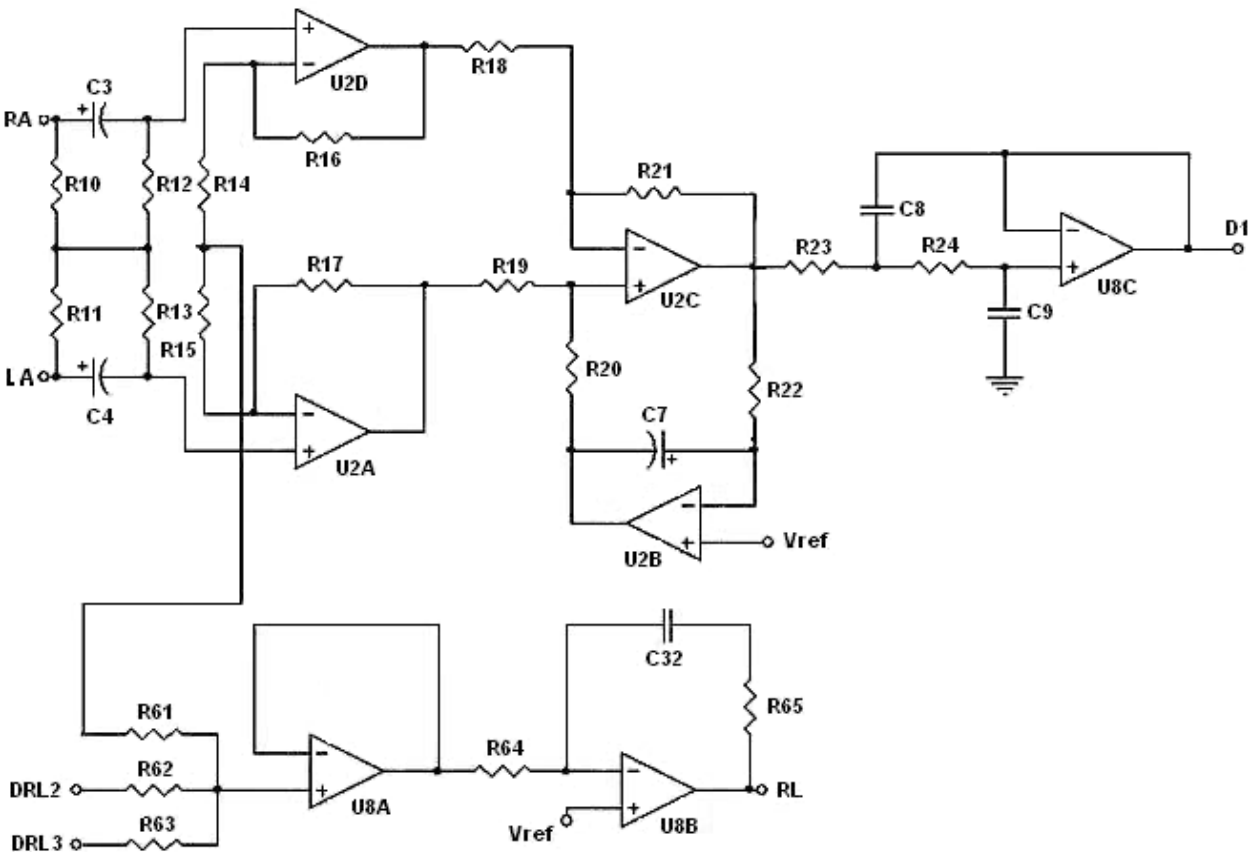 +
−
U2D
R18
C3
+
RA
R16
R10
R12
R14
R21
C8
D1
R23
R24
−
+
U8C
−
+
U2C
R17
R19
R11
R13
R15
C9
LA
+
C4
R20
R22
−
+
U2A
C7
+
−
+
U2B
Vref
C32
R65
R61
R64
DRL2
R62
−
+
U8A
−
+
U8B
RL
Vref
DRL3
R63